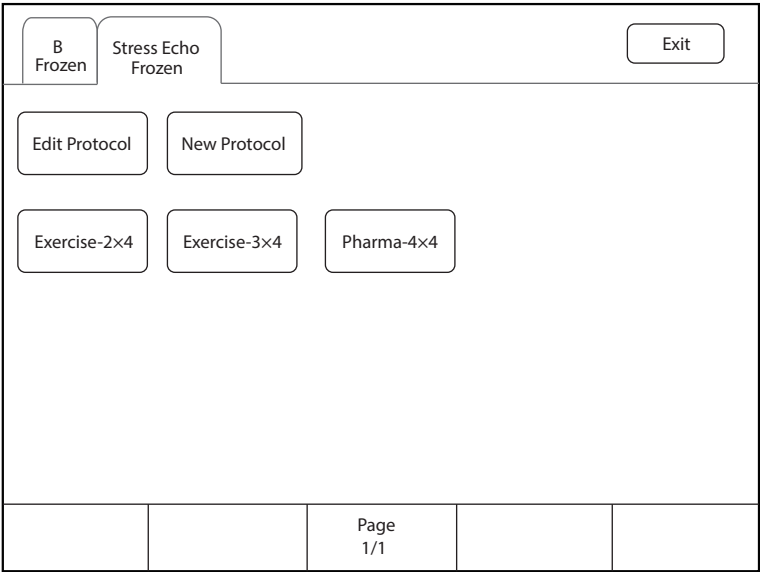 B
Frozen
Stress Echo
Frozen
Exit
Edit Protocol
New Protocol
Exercise-2×4
Exercise-3×4
Pharma-4×4
Page
1/1